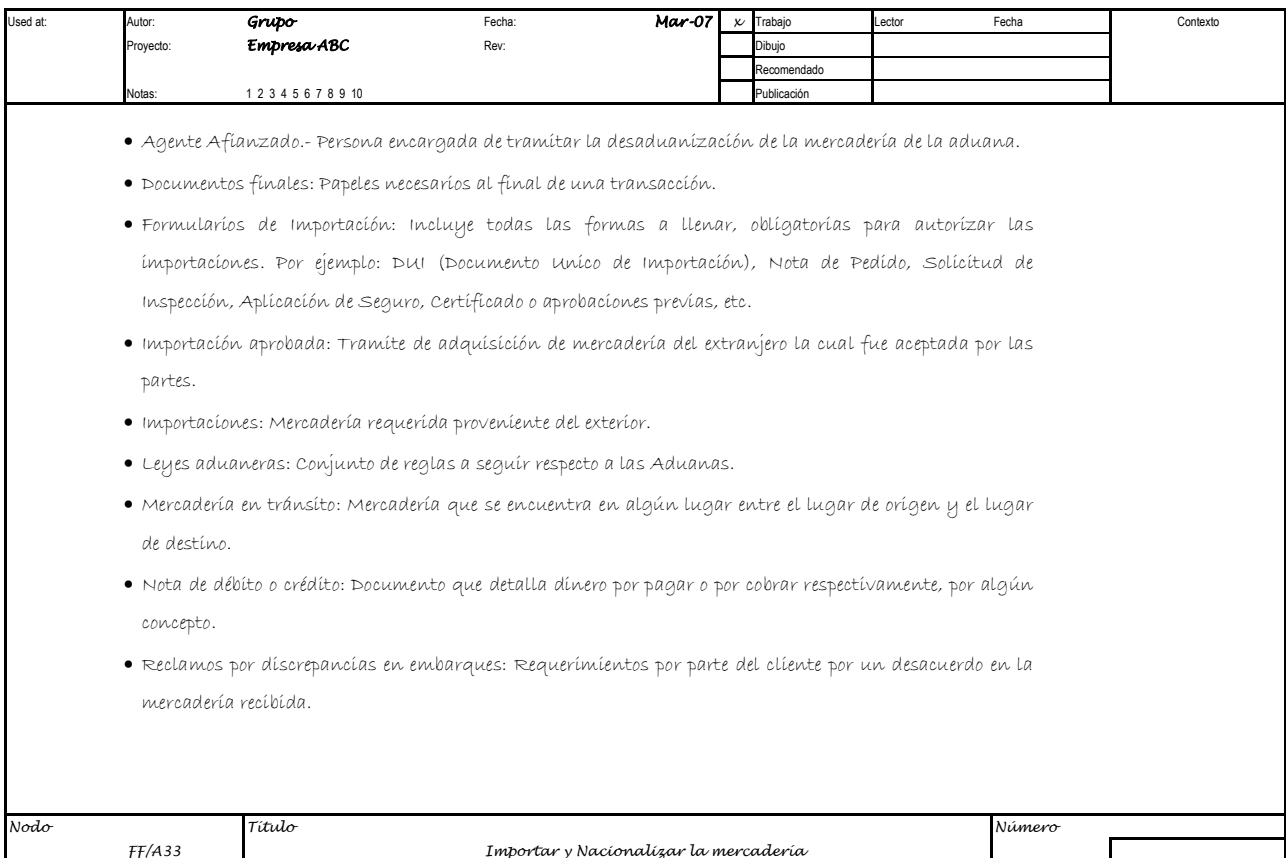 Used at: Autor: Grupo Fecha: Mar-07 x Trabajo Lector Fecha Contexto
Proyecto: Empresa ABC Rev: Dibujo
Recomendado
Notas: 1 2 3 4 5 6 7 8 9 10 Publicación
• Agente Afianzado.- Persona encargada de tramitar la desaduanización de la mercadería de la aduana.
• Documentos finales: Papeles necesarios al final de una transacción.
• Formularios de Importación: Incluye todas las formas a llenar, obligatorias para autorizar las
importaciones. Por ejemplo: DUI (Documento Unico de Importación), Nota de Pedido, Solicitud de
Inspección, Aplicación de Seguro, Certificado o aprobaciones previas, etc.
• Importación aprobada: Tramite de adquisición de mercadería del extranjero la cual fue aceptada por las
partes.
• Importaciones: Mercadería requerida proveniente del exterior.
• Leyes aduaneras: Conjunto de reglas a seguir respecto a las Aduanas.
• Mercadería en tránsito: Mercadería que se encuentra en algún lugar entre el lugar de origen y el lugar
de destino.
• Nota de débito o crédito: Documento que detalla dinero por pagar o por cobrar respectivamente, por algún
concepto.
• Reclamos por discrepancias en embarques: Requerimientos por parte del cliente por un desacuerdo en la
mercadería recibida.
Nodo Título Número
FF/A33 Importar y Nacionalizar la mercadería